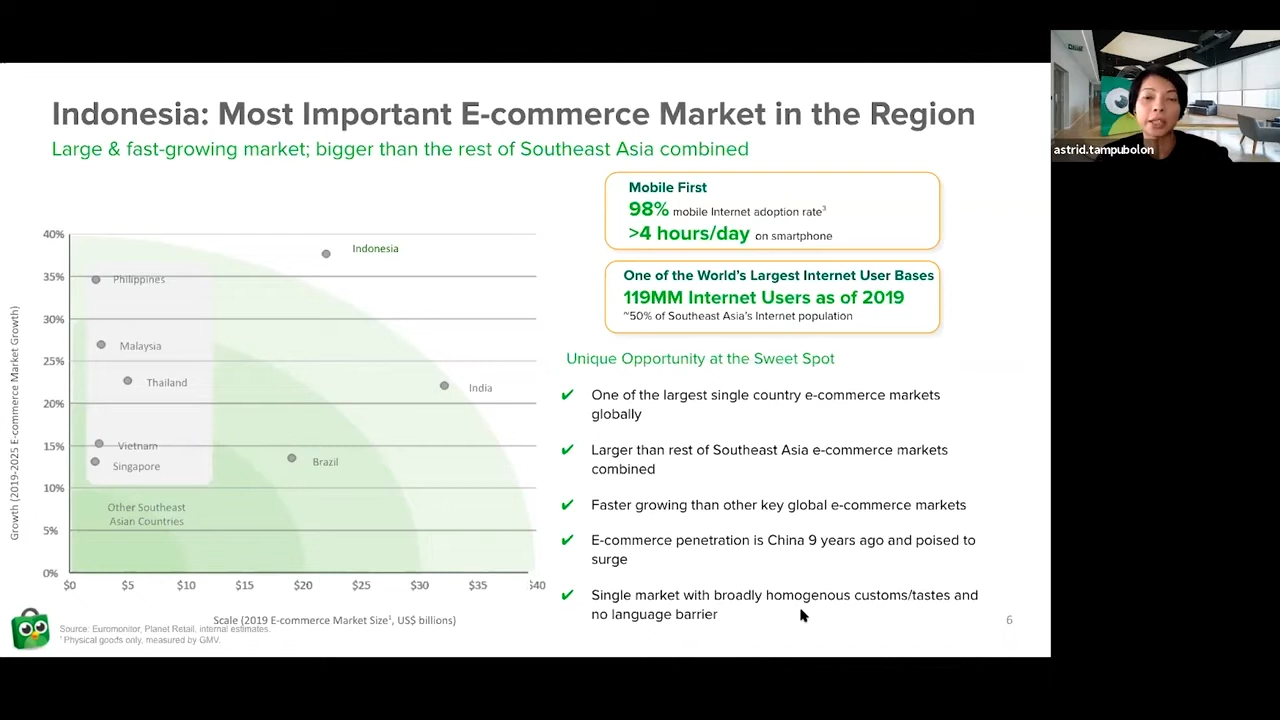 Indonesia: Most Important E-commerce Market in the Region
Large & fast-growing market; bigger than the rest of Southeast Asia combined
astrid.tampubolon
Mobile First
98% mobile Internet adoption rate³
>4 hours/day on smartphone
One of the World's Largest Internet User Bases
119MM Internet Users as of 2019
~50% of Southeast Asia's Internet population
Growth (2019-2025 E-commerce Market Growth)
40%
35%
30%
25%
20%
15%
10%
5%
0%
Indonesia
Philippines
Malaysia
Thailand
India
Vietnam
Singapore
Brazil
Other Southeast
Asian Countries
$0
$5
$10
$15
$20
$25
$30
$35
$40
Scale (2019 E-commerce Market Size¹, US$ billions)
Unique Opportunity at the Sweet Spot
✔ One of the largest single country e-commerce markets
globally
✔ Larger than rest of Southeast Asia e-commerce markets
combined
✔ Faster growing than other key global e-commerce markets
✔ E-commerce penetration is China 9 years ago and poised to
surge
✔ Single market with broadly homogenous customs/tastes and
no language barrier
Source: Euromonitor, Planet Retail, internal estimates.
¹ Physical goods only, measured by GMV.
6